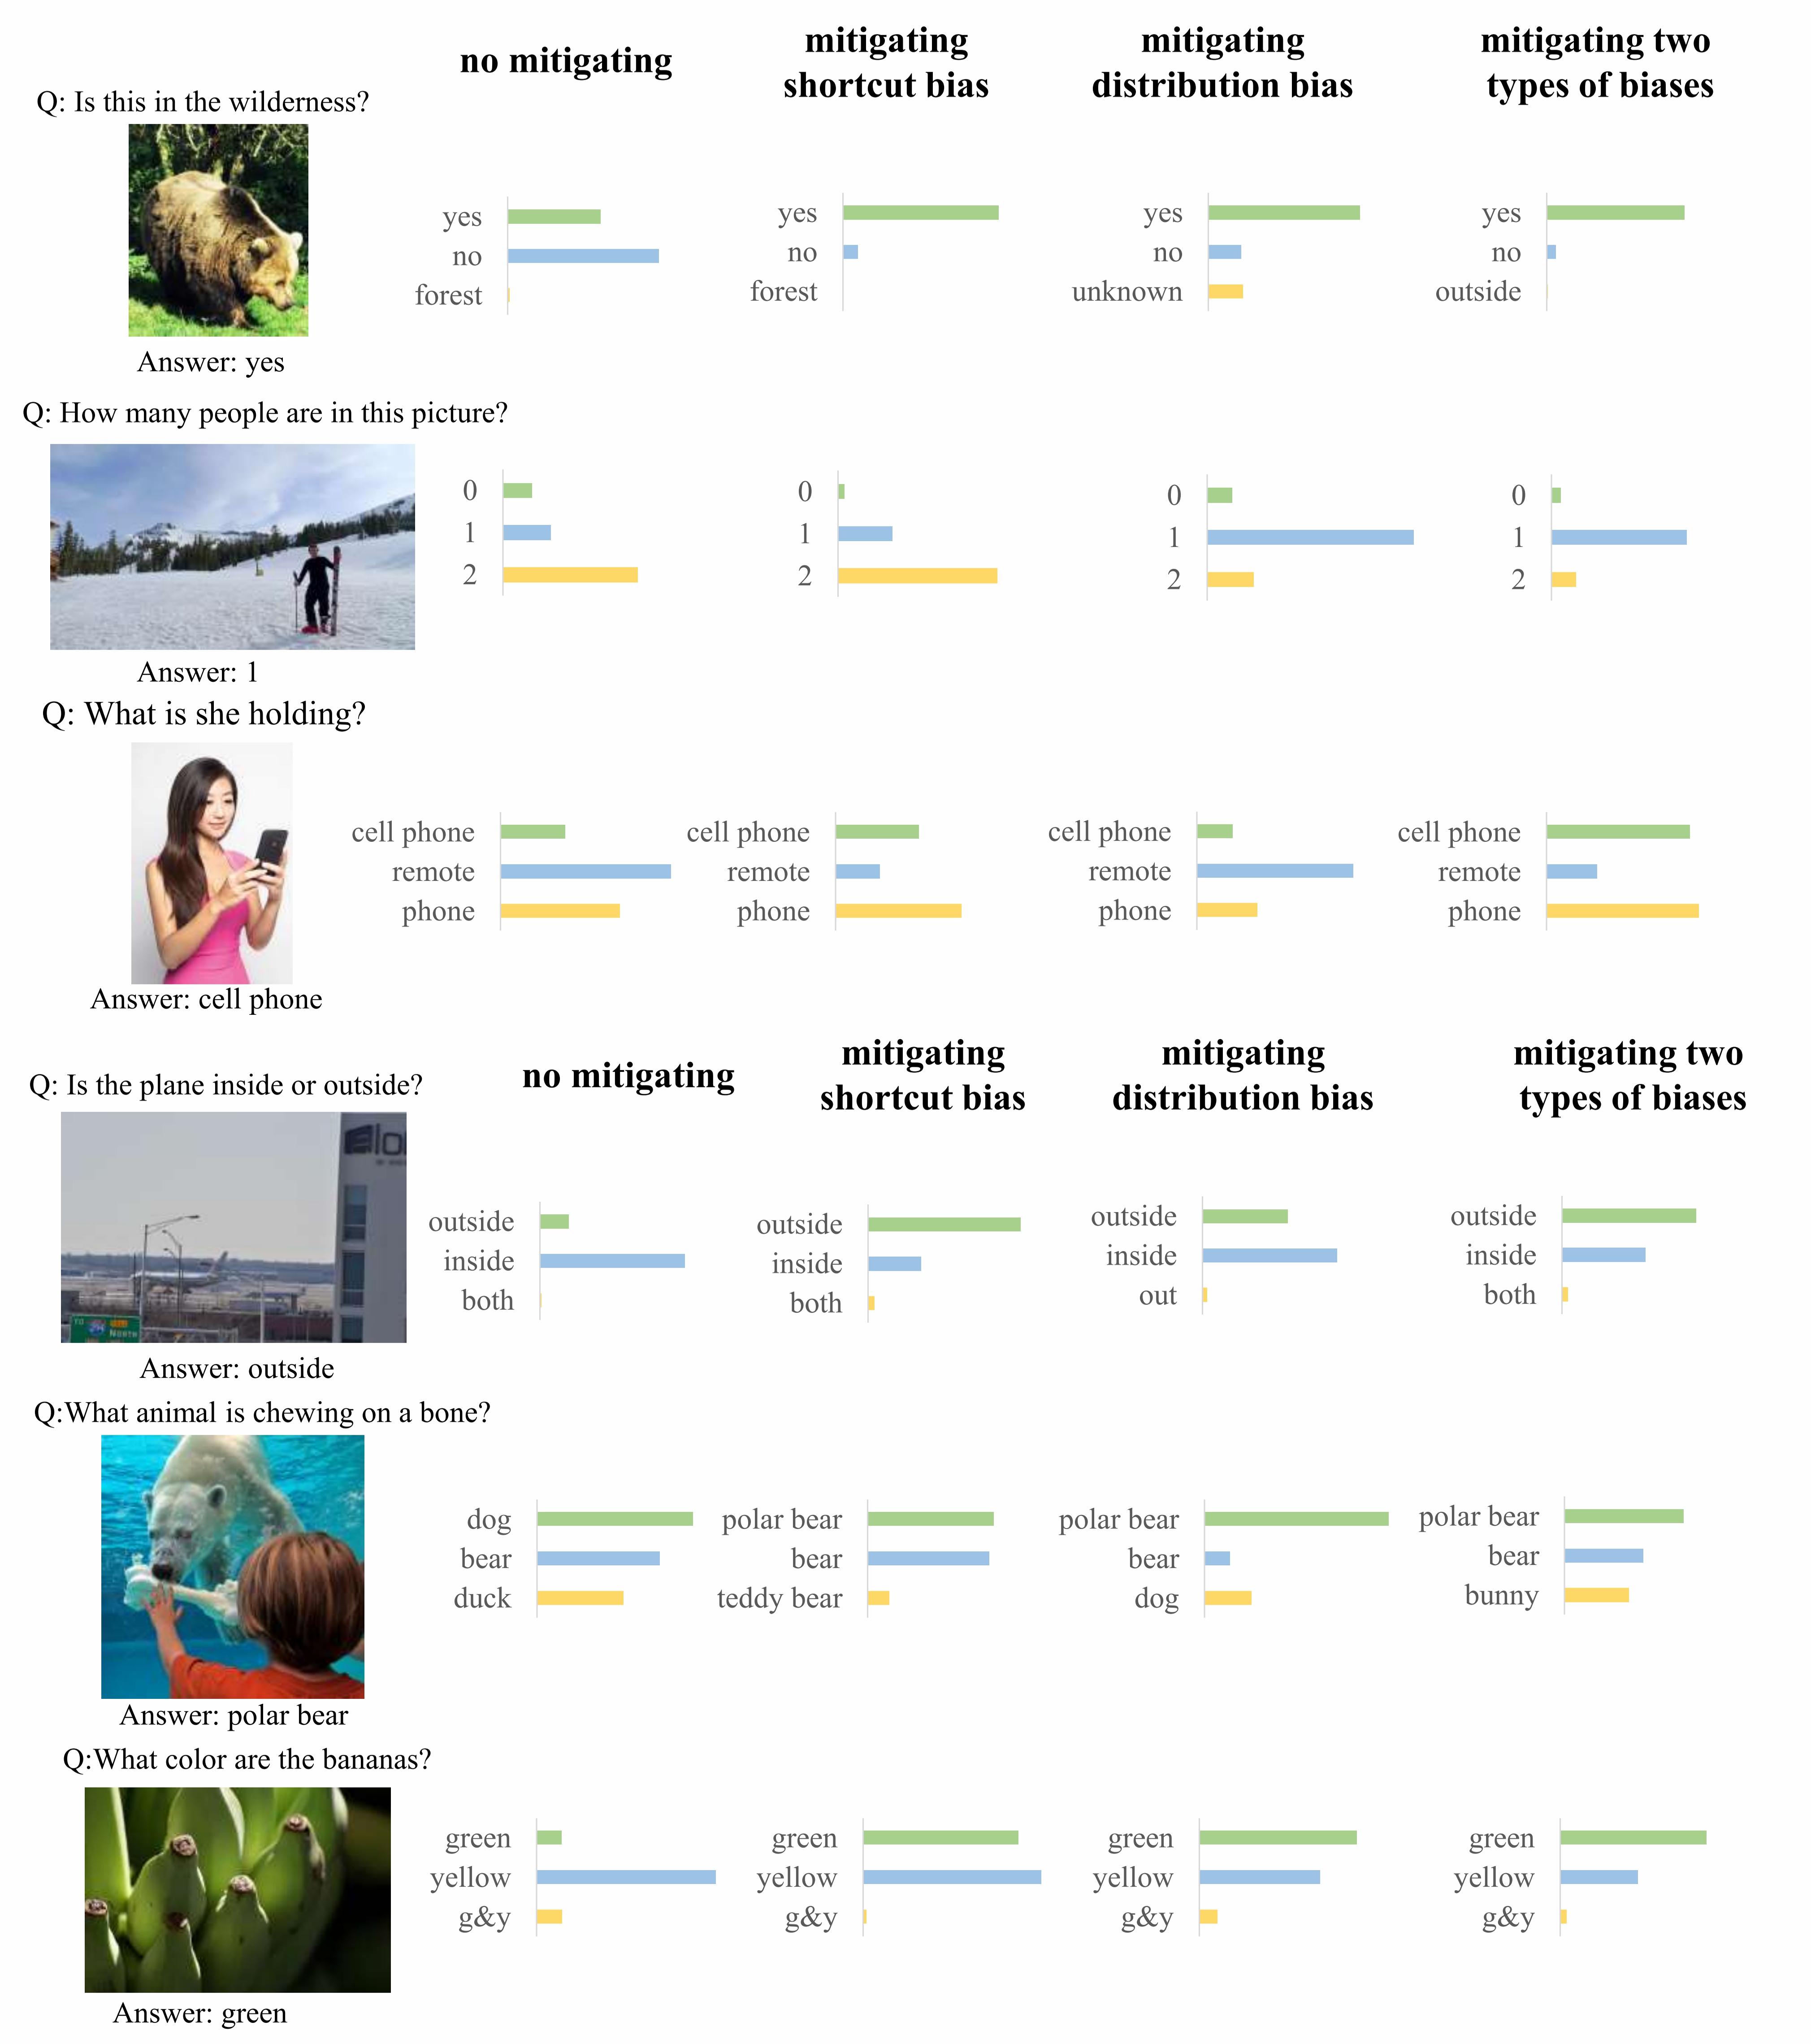 no mitigating
mitigating
shortcut bias
mitigating
distribution bias
mitigating two
types of biases
Q: Is this in the wilderness?
yes
no
forest
yes
no
forest
yes
no
unknown
yes
no
outside
Answer: yes
Q: How many people are in this picture?
0
1
2
0
1
2
0
1
2
0
1
2
Answer: 1
Q: What is she holding?
cell phone
remote
phone
cell phone
remote
phone
cell phone
remote
phone
cell phone
remote
phone
Answer: cell phone
no mitigating
mitigating
shortcut bias
mitigating
distribution bias
mitigating two
types of biases
Q: Is the plane inside or outside?
TO
NORTH
outside
inside
both
outside
inside
both
outside
inside
out
outside
inside
both
Answer: outside
Q:What animal is chewing on a bone?
dog
bear
duck
polar bear
bear
teddy bear
polar bear
bear
dog
polar bear
bear
bunny
Answer: polar bear
Q:What color are the bananas?
green
yellow
g&y
green
yellow
g&y
green
yellow
g&y
green
yellow
g&y
Answer: green